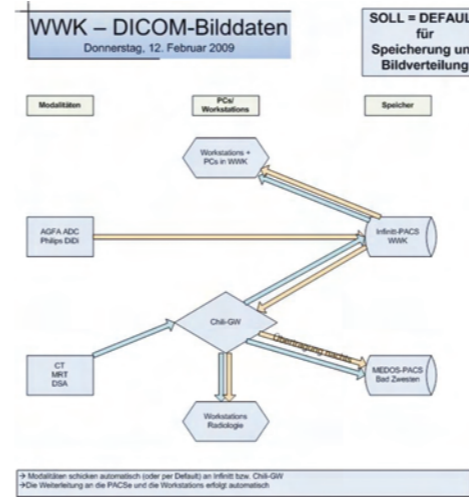 WWK – DICOM-Bilddaten
Donnerstag, 12. Februar 2009
SOLL = DEFAUL
für
Speicherung un
Bildverteilung
Modalitäten
PCs/
Workstations
Speicher
Workstations +
PCs in WWK
AGFA ADC
Philips DiDi
Infinitt-PACS
WWK
Chili-GW
Übertragung nachts
CT
MRT
DSA
MEDOS-PACS
Bad Zwesten
Workstations
Radiologie
→ Modalitäten schicken automatisch (oder per Default) an Infinitt bzw. Chili-GW
→Die Weiterleitung an die PACSe und die Workstations erfolgt automatisch